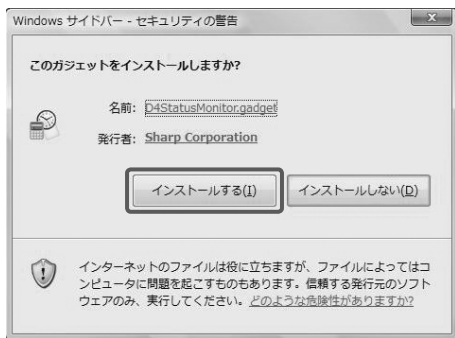 Windows サイドバー - セキュリティの警告
このガジェットをインストールしますか?
名前: D4StatusMonitor.gadget
発行者: Sharp Corporation
インストールする(I)
インストールしない(D)
インターネットのファイルは役に立ちますが、ファイルによってはコ
ンピュータに問題を起こすものもあります。信頼する発行元のソフト
ウェアのみ、実行してください。どのような危険性がありますか?